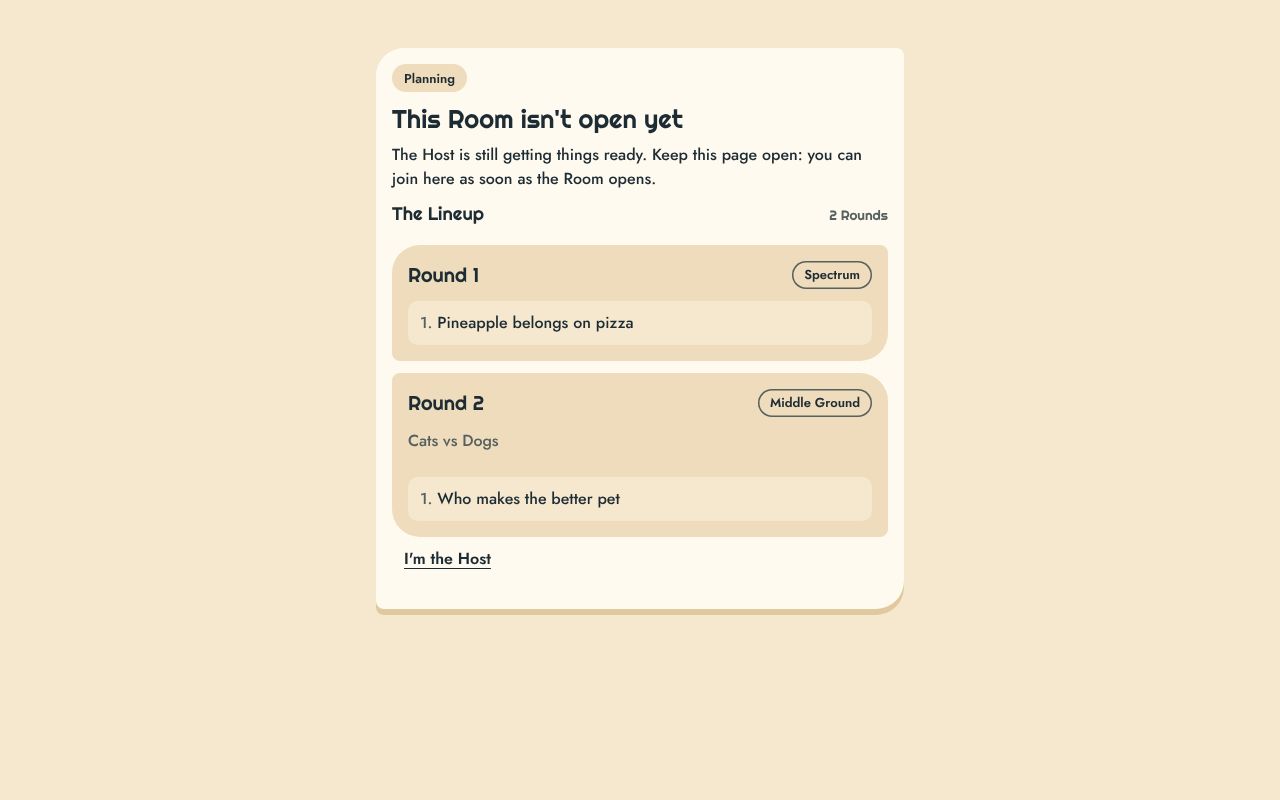 Planning
This Room isn't open yet
The Host is still getting things ready. Keep this page open: you can
join here as soon as the Room opens.
The Lineup
2 Rounds
Round 1
Spectrum
1. Pineapple belongs on pizza
Round 2
Middle Ground
Cats vs Dogs
1. Who makes the better pet
I'm the Host